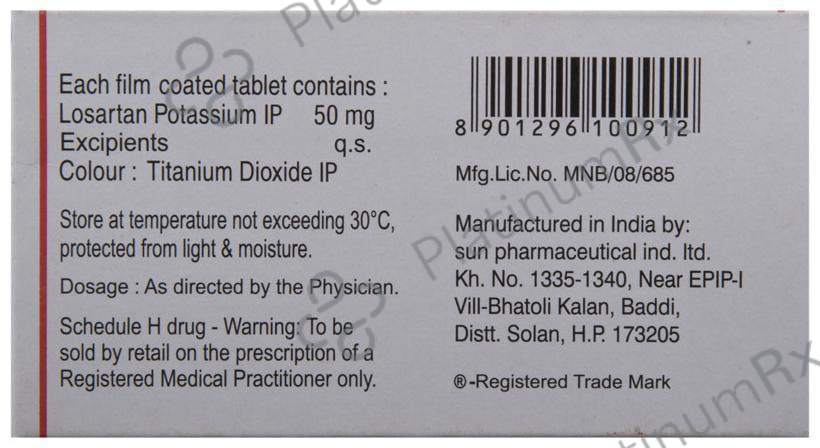 Each film coated tablet contains :
Losartan Potassium IP 50 mg
Excipients q.s.
Colour : Titanium Dioxide IP
Store at temperature not exceeding 30°C,
protected from light & moisture.
Dosage : As directed by the Physician.
Schedule H drug - Warning: To be
sold by retail on the prescription of a
Registered Medical Practitioner only.
8 901296 100912
Mfg.Lic.No. MNB/08/685
Manufactured in India by:
sun pharmaceutical ind. ltd.
Kh. No. 1335-1340, Near EPIP-I
Vill-Bhatoli Kalan, Baddi,
Distt. Solan, H.P. 173205
®-Registered Trade Mark
PlatinumRx